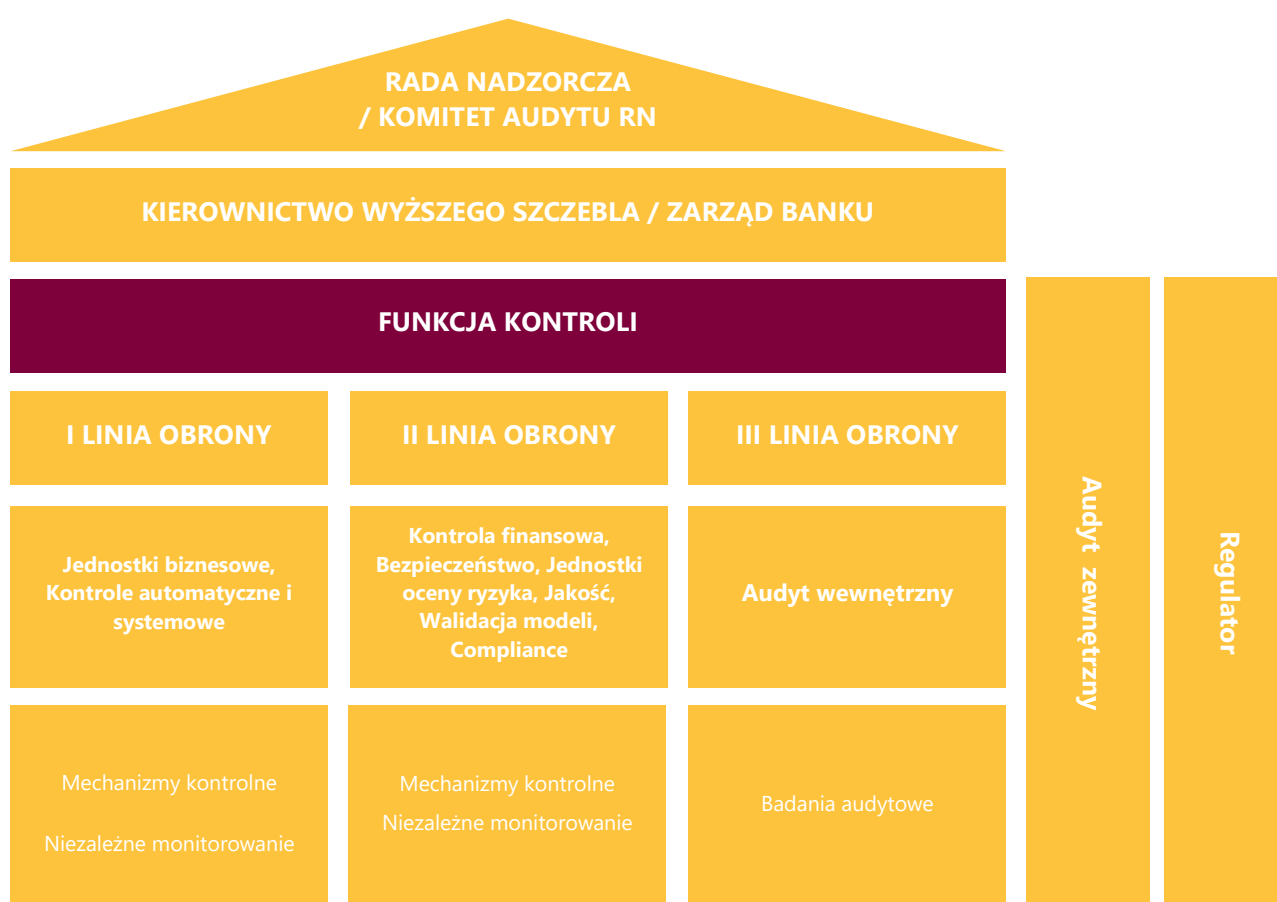 RADA NADZORCZA
/ KOMITET AUDYTU RN
KIEROWNICTWO WYŻSZEGO SZCZEBLA / ZARZĄD BANKU
FUNKCJA KONTROLI
I LINIA OBRONY
II LINIA OBRONY
III LINIA OBRONY
Jednostki biznesowe,
Kontrole automatyczne i
systemowe
Kontrola finansowa,
Bezpieczeństwo, Jednostki
oceny ryzyka, Jakość,
Walidacja modeli,
Compliance
Audyt wewnętrzny
Mechanizmy kontrolne
Niezależne monitorowanie
Mechanizmy kontrolne
Niezależne monitorowanie
Badania audytowe
Audyt zewnętrzny
Regulator